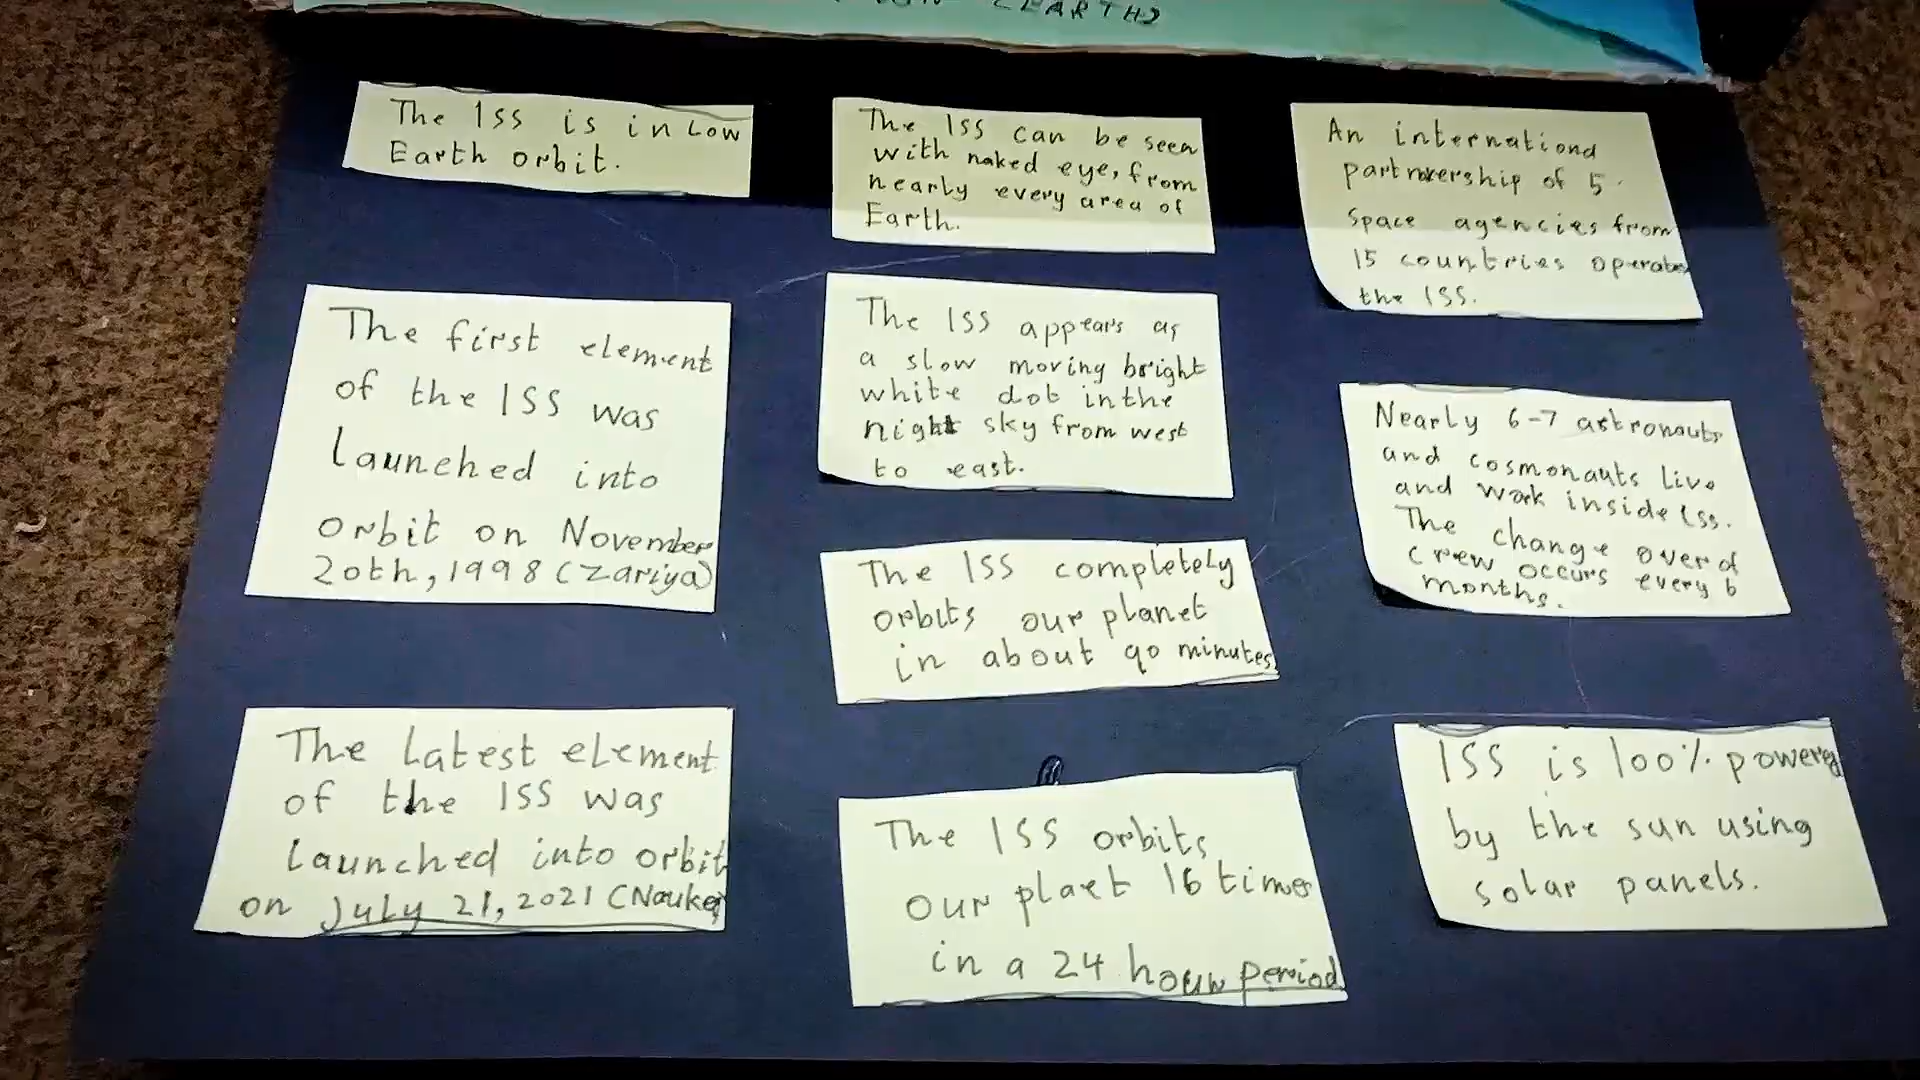 EARTH?
The ISS is in Low
Earth orbit.
The first element
of the ISS was
launched into
orbit on November
20th, 1998 (Zariya)
The latest element
of the ISS was
launched into orbit
on July 21, 2021 (Nauka)
The ISS can be seen
with naked eye, from
nearly every area of
Earth.
The ISS appears as
a slow moving bright
white dot in the
night sky from west
to east.
The ISS completely
orbits our planet
in about 90 minutes.
The ISS orbits
our plaet 16 times
in a 24 hour period
An internationd
partnership of 5
space agencies from
15 countries operates
the ISS.
Nearly 6-7 astronauts
and cosmonauts live
and work inside ISS.
The change over of
crew occurs every 6
months.
ISS is 100% powered
by the sun using
solar panels.